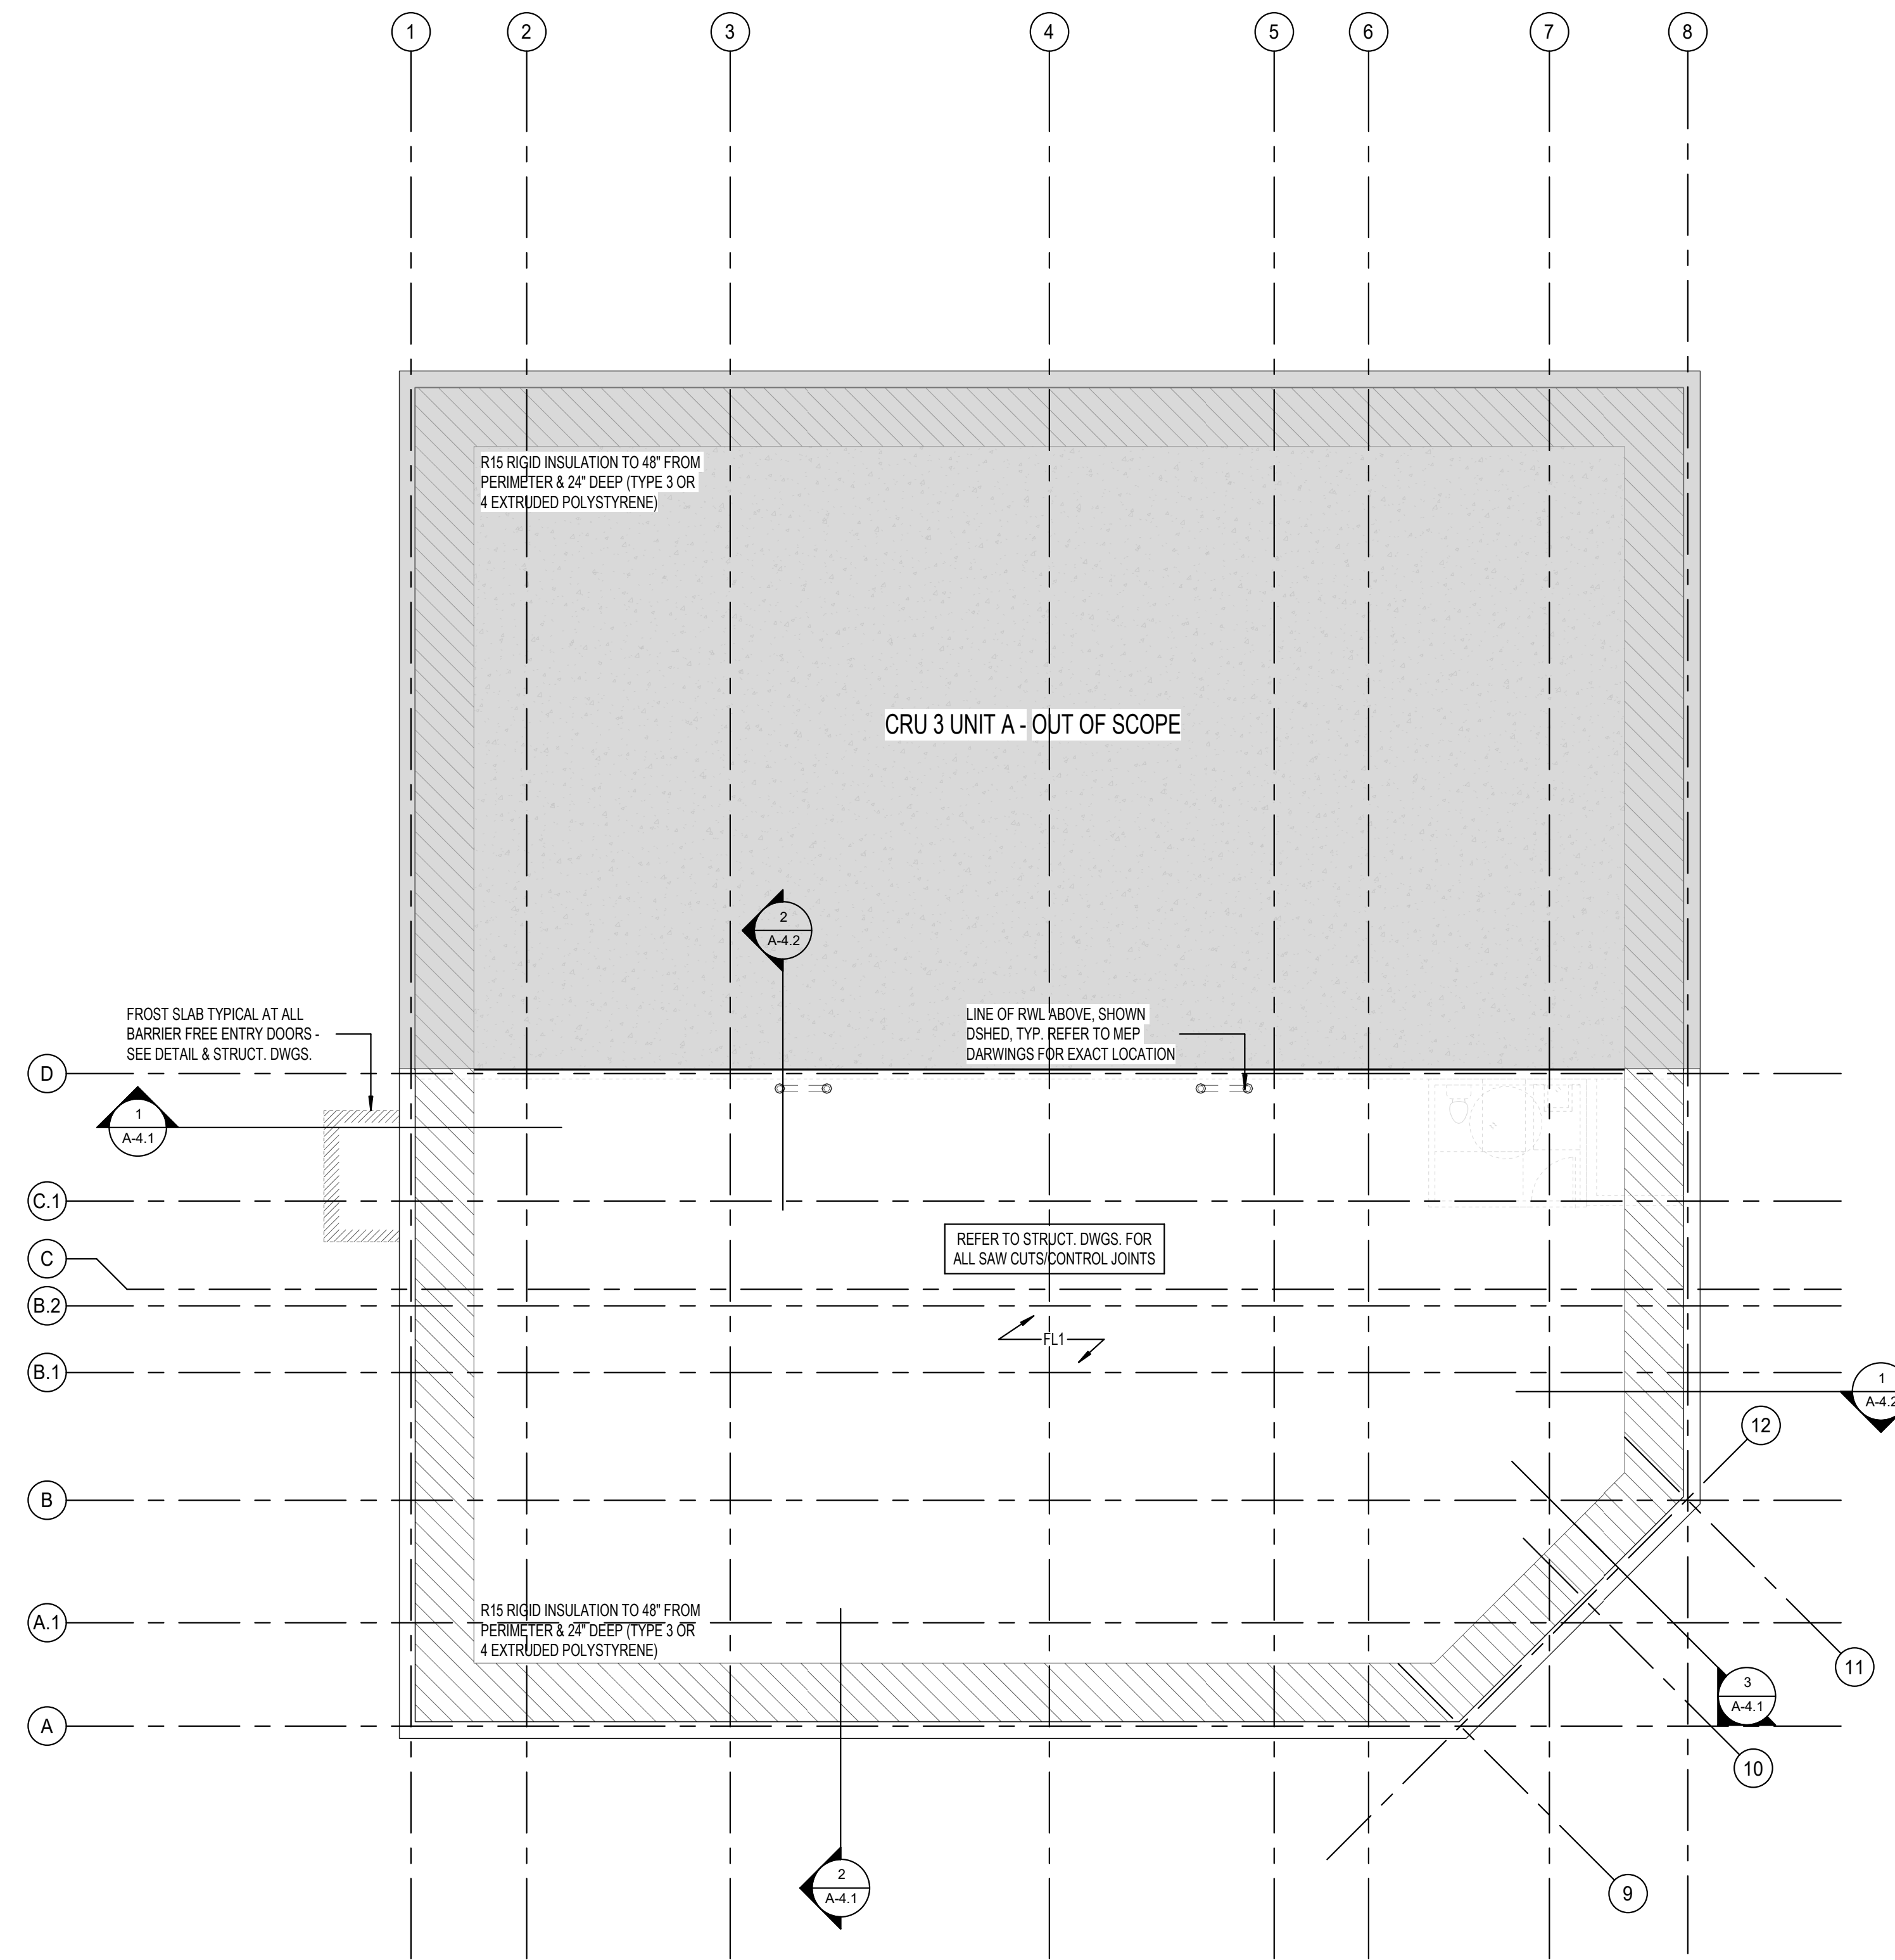 1
2
3
4
5
6
7
8
R15 RIGID INSULATION TO 48" FROM
PERIMETER & 24" DEEP (TYPE 3 OR
4 EXTRUDED POLYSTYRENE)
CRU 3 UNIT A - OUT OF SCOPE
2
A-4.2
FROST SLAB TYPICAL AT ALL
BARRIER FREE ENTRY DOORS -
SEE DETAIL & STRUCT. DWGS.
LINE OF RWL ABOVE, SHOWN
DSHED, TYP. REFER TO MEP
DARWINGS FOR EXACT LOCATION
D
1
A-4.1
C.1
REFER TO STRUCT. DWGS. FOR
ALL SAW CUTS/CONTROL JOINTS
C
B.2
FL1
B.1
1
A-4.2
12
B
R15 RIGID INSULATION TO 48" FROM
PERIMETER & 24" DEEP (TYPE 3 OR
4 EXTRUDED POLYSTYRENE)
A.1
11
3
A-4.1
A
10
2
A-4.1
9